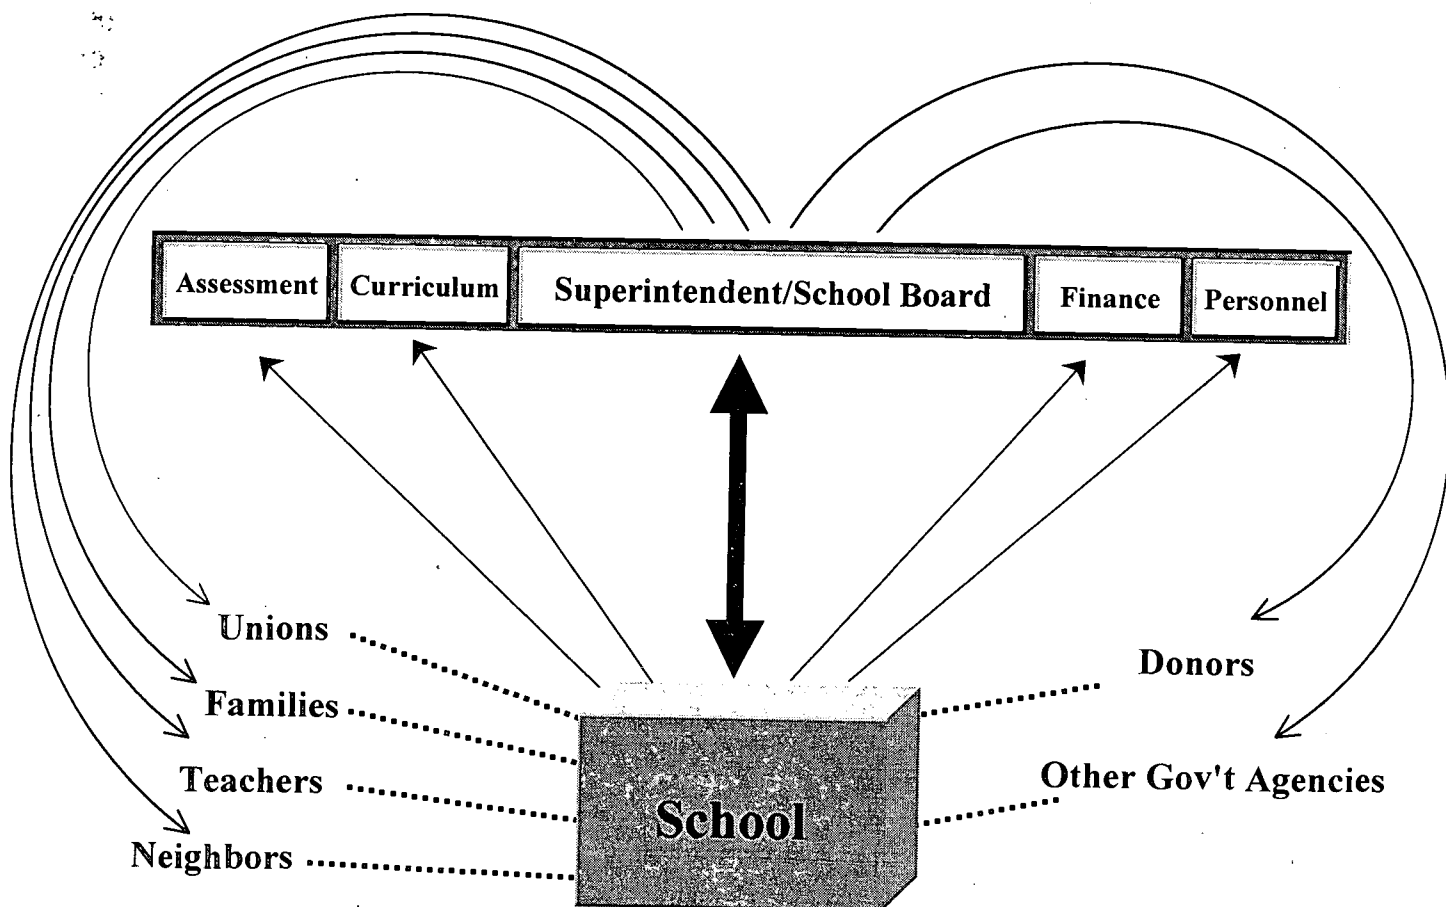 Assessment
Curriculum
Superintendent/School Board
Finance
Personnel
Unions
Families
Teachers
Neighbors
Donors
Other Gov't Agencies
School